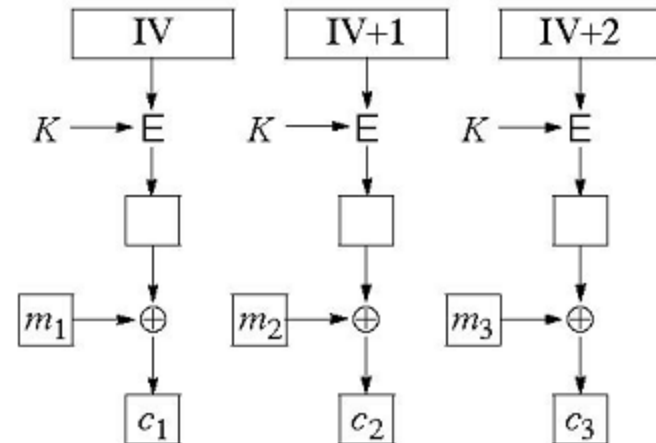 IV IV+1 IV+2
K E K E K E
m1 ⊕ m2 ⊕ m3 ⊕
c1 c2 c3